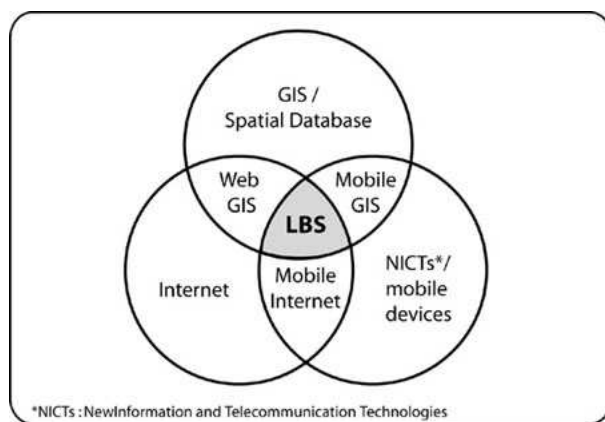 GIS /
Spatial Database
Web
GIS
Mobile
GIS
LBS
Internet
Mobile
Internet
NICTs*/
mobile
devices
*NICTs : NewInformation and Telecommunication Technologies